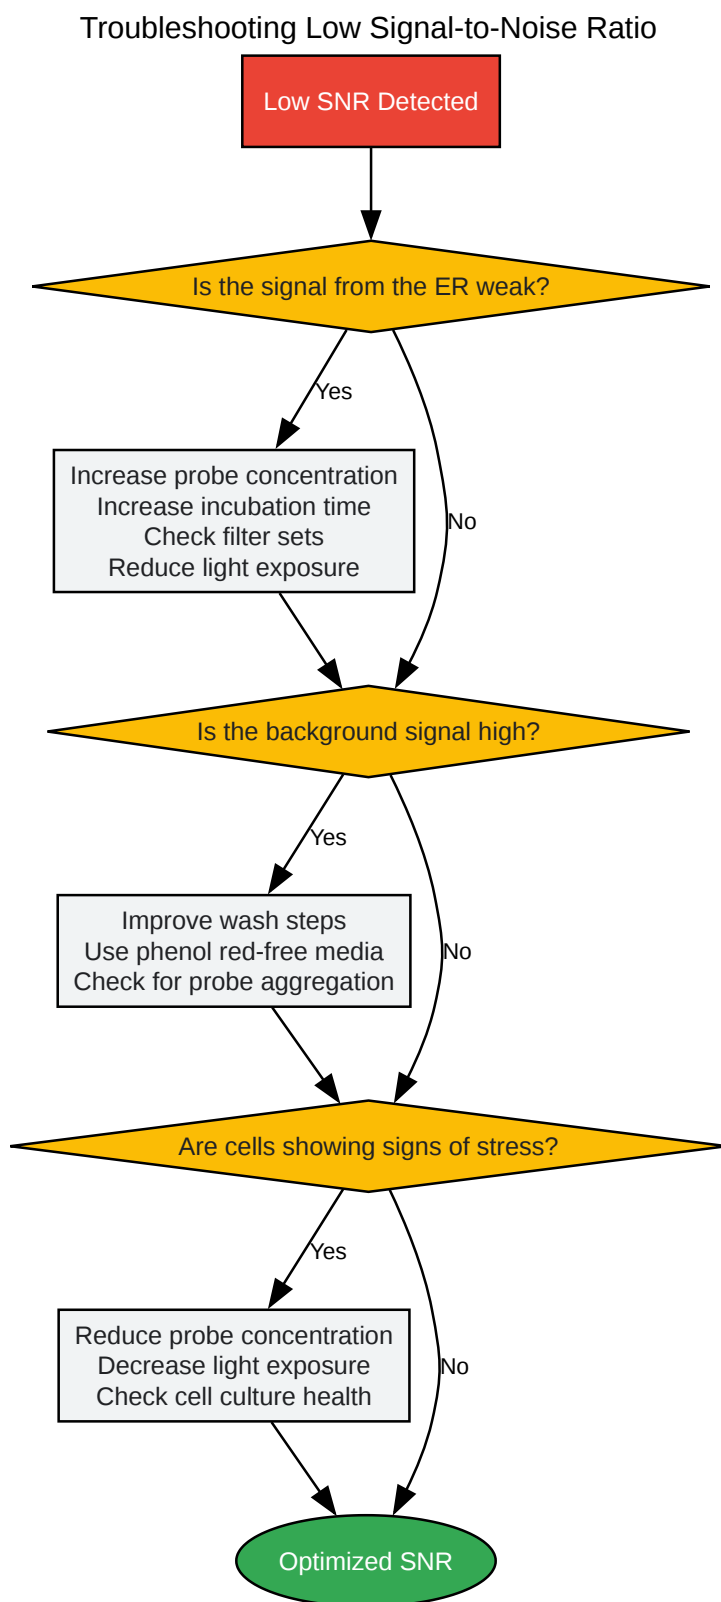 Troubleshooting Low Signal-to-Noise Ratio
Low SNR Detected
Is the signal from the ER weak?
Yes
Increase probe concentration
Increase incubation time
Check filter sets
Reduce light exposure
No
Is the background signal high?
Yes
Improve wash steps
Use phenol red-free media
Check for probe aggregation
No
Are cells showing signs of stress?
Yes
Reduce probe concentration
Decrease light exposure
Check cell culture health
No
Optimized SNR